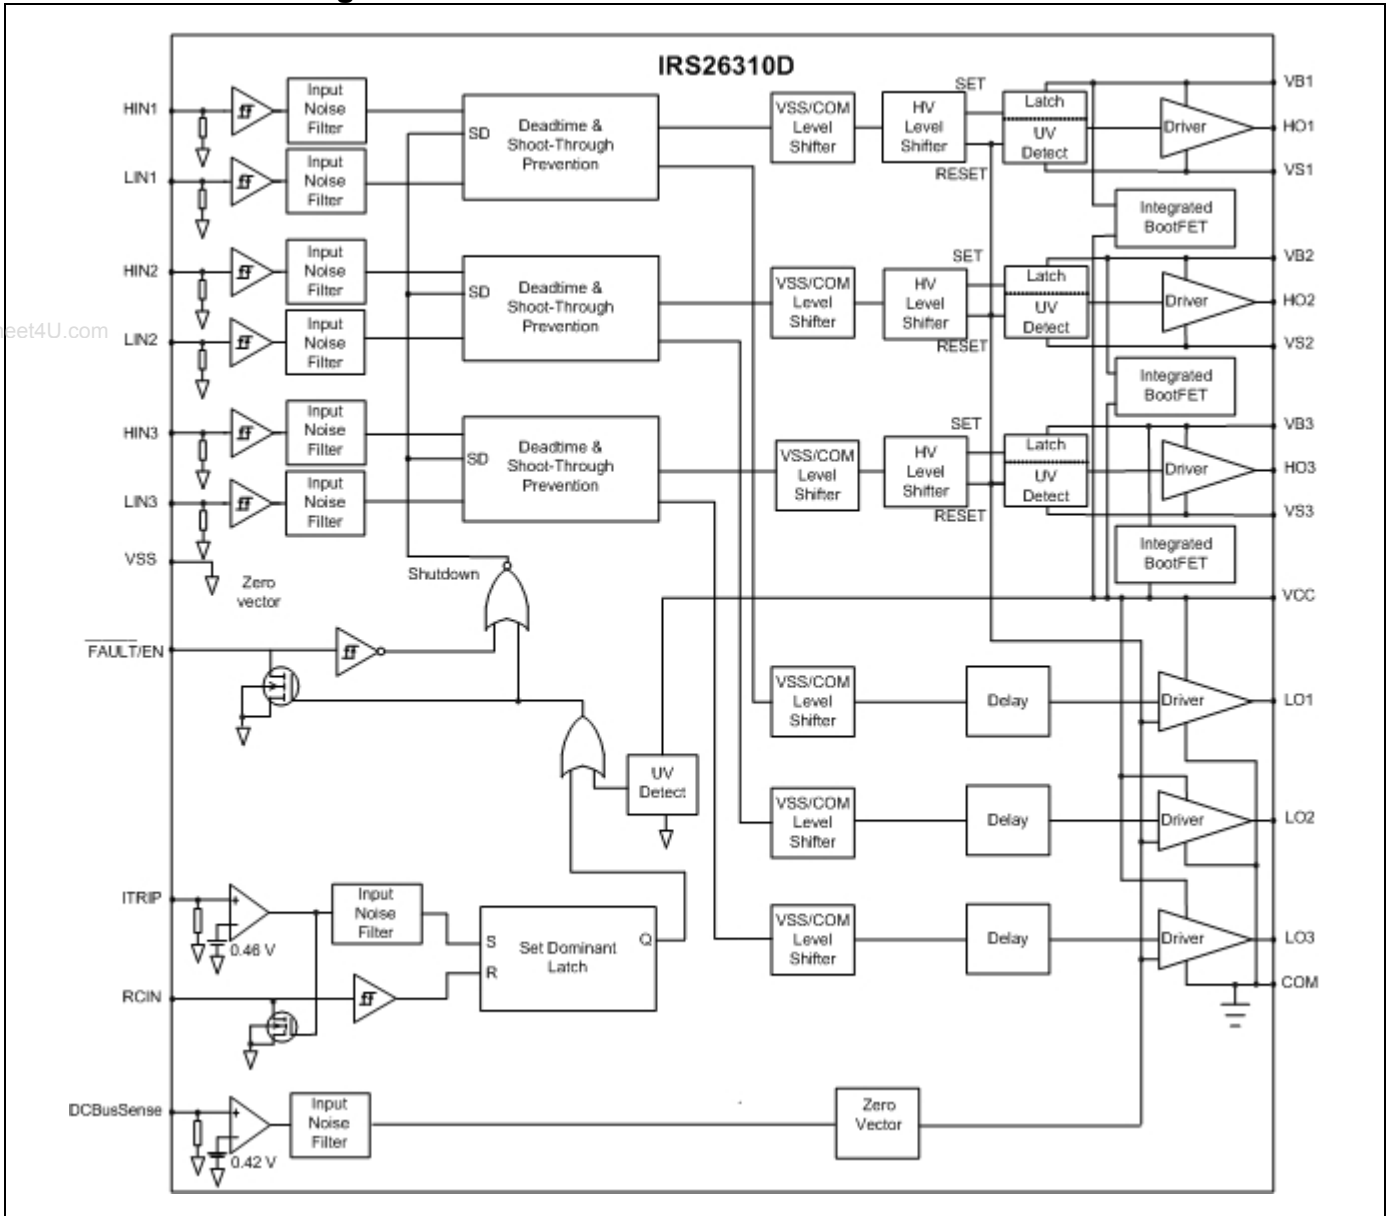 IRS26310D
HIN1
Input
Noise
Filter
LIN1
Input
Noise
Filter
SD
Deadtime &
Shoot-Through
Prevention
VSS/COM
Level
Shifter
HV
Level
Shifter
SET
RESET
Latch
UV
Detect
Driver
VB1
HO1
VS1
Integrated
BootFET
HIN2
Input
Noise
Filter
LIN2
Input
Noise
Filter
SD
Deadtime &
Shoot-Through
Prevention
VSS/COM
Level
Shifter
HV
Level
Shifter
SET
RESET
Latch
UV
Detect
Driver
VB2
HO2
VS2
eet4U.com
Integrated
BootFET
HIN3
Input
Noise
Filter
LIN3
Input
Noise
Filter
SD
Deadtime &
Shoot-Through
Prevention
VSS/COM
Level
Shifter
HV
Level
Shifter
SET
RESET
Latch
UV
Detect
Driver
VB3
HO3
VS3
Integrated
BootFET
VSS
Zero
vector
Shutdown
VCC
FAULT/EN
UV
Detect
VSS/COM
Level
Shifter
Delay
Driver
LO1
VSS/COM
Level
Shifter
Delay
Driver
LO2
ITRIP
0.46 V
Input
Noise
Filter
S
R
Set Dominant
Latch
Q
VSS/COM
Level
Shifter
Delay
Driver
LO3
COM
RCIN
DCBusSense
0.42 V
Input
Noise
Filter
Zero
Vector